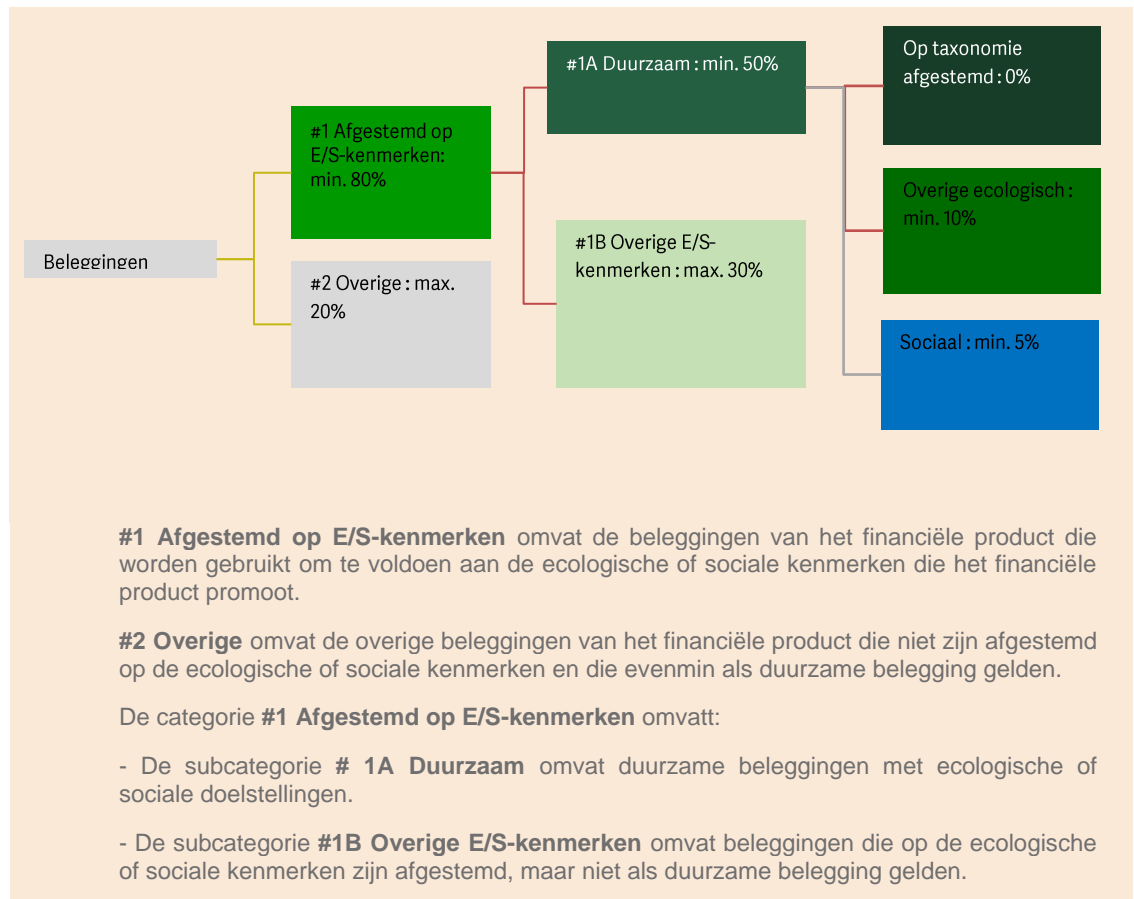 Beleggingen
#1 Afgestemd op
E/S-kenmerken:
min. 80%
#2 Overige : max.
20%
#1A Duurzaam : min. 50%
#1B Overige E/S-
kenmerken : max. 30%
Op taxonomie
afgestemd : 0%
Overige ecologisch :
min. 10%
Sociaal : min. 5%
#1 Afgestemd op E/S-kenmerken omvat de beleggingen van het financiële product die
worden gebruikt om te voldoen aan de ecologische of sociale kenmerken die het financiële
product promoot.
#2 Overige omvat de overige beleggingen van het financiële product die niet zijn afgestemd
op de ecologische of sociale kenmerken en die evenmin als duurzame belegging gelden.
De categorie #1 Afgestemd op E/S-kenmerken omvatt:
- De subcategorie # 1A Duurzaam omvat duurzame beleggingen met ecologische of
sociale doelstellingen.
- De subcategorie #1B Overige E/S-kenmerken omvat beleggingen die op de ecologische
of sociale kenmerken zijn afgestemd, maar niet als duurzame belegging gelden.